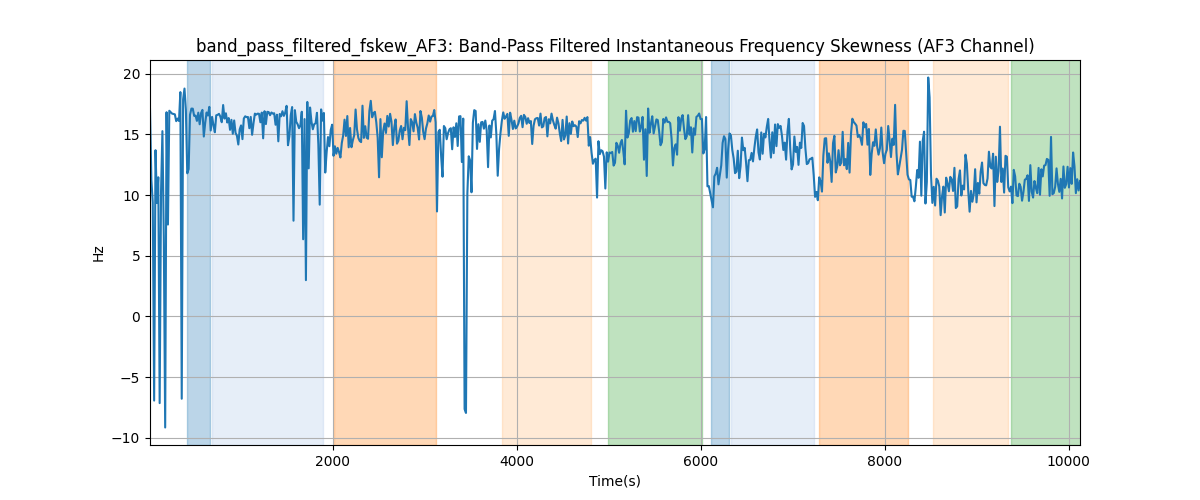 band_pass_filtered_fskew_AF3: Band-Pass Filtered Instantaneous Frequency Skewness (AF3 Channel)
20
15
10
5
0
−5
−10
Hz
2000 4000 6000 8000 10000
Time(s)